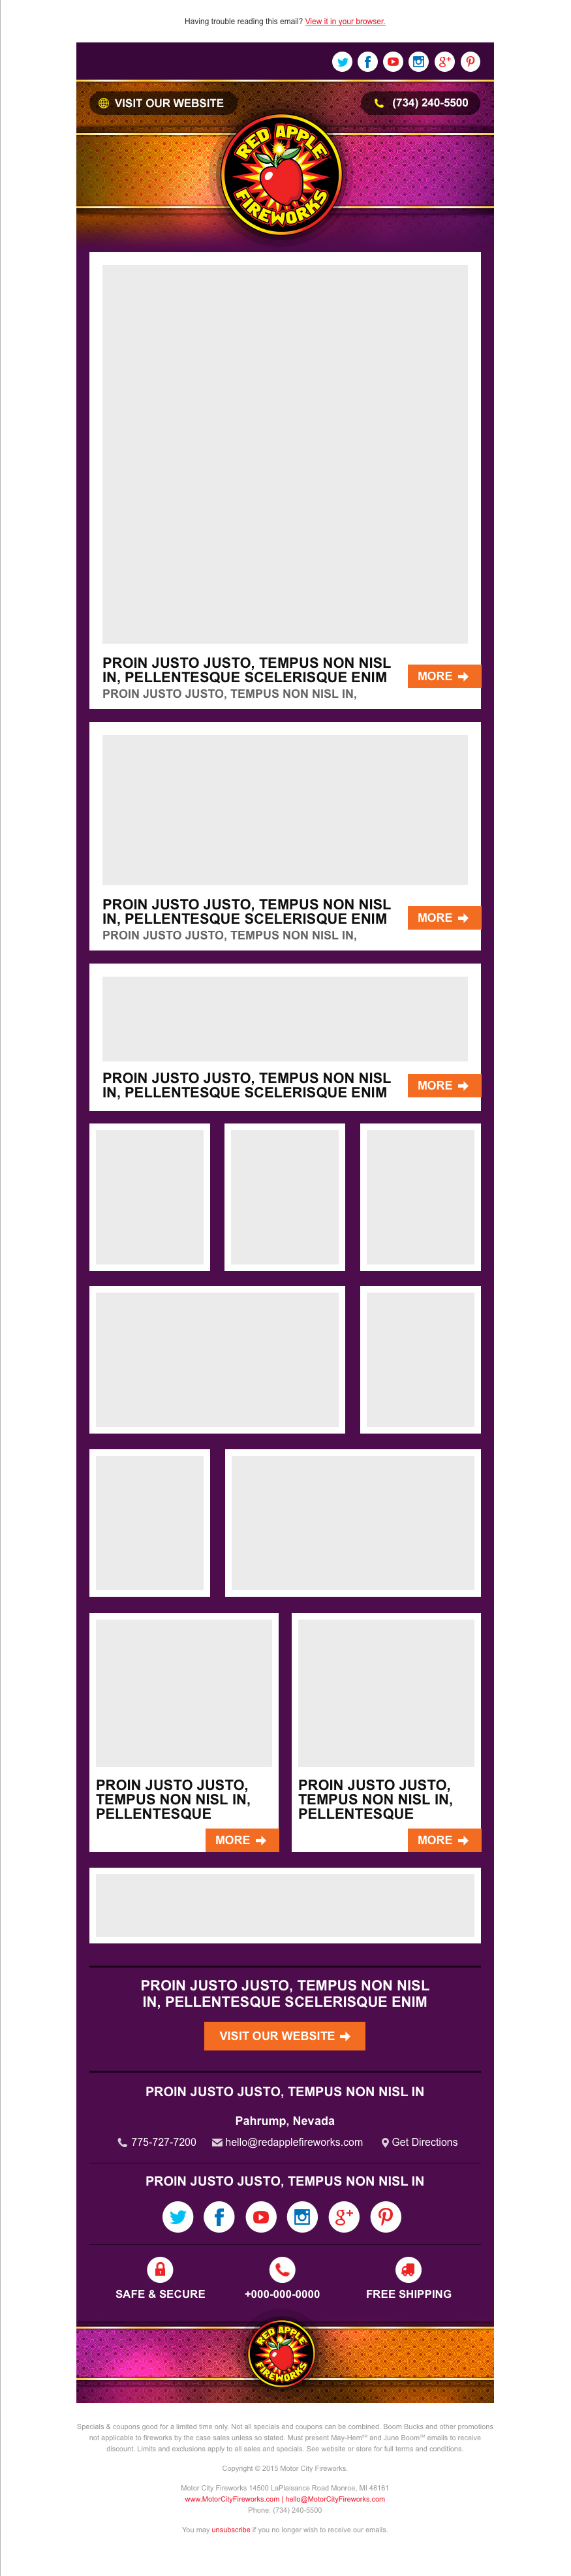 Having trouble reading this email? View it in your browser.
VISIT OUR WEBSITE
(734) 240-5500
RED APPLE
FIREWORKS
PROIN JUSTO JUSTO, TEMPUS NON NISL
IN, PELLENTESQUE SCELERISQUE ENIM
PROIN JUSTO JUSTO, TEMPUS NON NISL IN,
MORE
PROIN JUSTO JUSTO, TEMPUS NON NISL
IN, PELLENTESQUE SCELERISQUE ENIM
PROIN JUSTO JUSTO, TEMPUS NON NISL IN,
MORE
PROIN JUSTO JUSTO, TEMPUS NON NISL
IN, PELLENTESQUE SCELERISQUE ENIM
MORE
PROIN JUSTO JUSTO,
TEMPUS NON NISL IN,
PELLENTESQUE
MORE
PROIN JUSTO JUSTO,
TEMPUS NON NISL IN,
PELLENTESQUE
MORE
PROIN JUSTO JUSTO, TEMPUS NON NISL
IN, PELLENTESQUE SCELERISQUE ENIM
VISIT OUR WEBSITE
PROIN JUSTO JUSTO, TEMPUS NON NISL IN
Pahrump, Nevada
775-727-7200 hello@redapplefireworks.com Get Directions
PROIN JUSTO JUSTO, TEMPUS NON NISL IN
SAFE & SECURE
+000-000-0000
FREE SHIPPING
RED APPLE
FIREWORKS
Specials & coupons good for a limited time only. Not all specials and coupons can be combined. Boom Bucks and other promotions
not applicable to fireworks by the case sales unless so stated. Must present May-Hem℠ and June Boom℠ emails to receive
discount. Limits and exclusions apply to all sales and specials. See website or store for full terms and conditions.
Copyright © 2015 Motor City Fireworks.
Motor City Fireworks 14500 LaPlaisance Road Monroe, MI 48161
www.MotorCityFireworks.com | hello@MotorCityFireworks.com
Phone: (734) 240-5500
You may unsubscribe if you no longer wish to receive our emails.